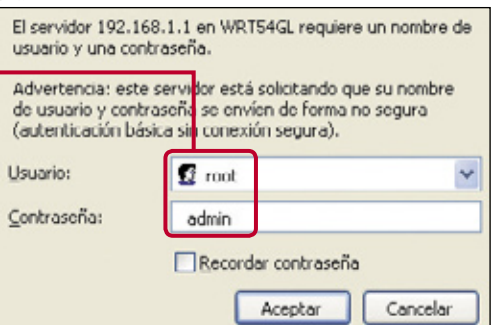 El servidor 192.168.1.1 en WRT54GL requiere un nombre de
usuario y una contraseña.
Advertencia: este servidor está solicitando que su nombre
de usuario y contraseña se envíen de forma no segura
(autenticación básica sin conexión segura).
Usuario:
root
Contraseña:
admin
Recordar contraseña
Aceptar
Cancelar